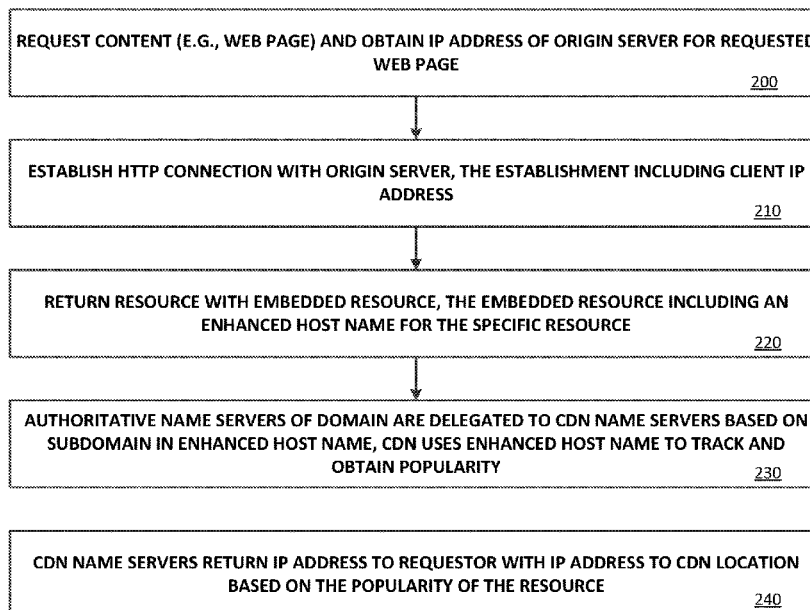 REQUEST CONTENT (E.G., WEB PAGE) AND OBTAIN IP ADDRESS OF ORIGIN SERVER FOR REQUESTED
WEB PAGE
200
ESTABLISH HTTP CONNECTION WITH ORIGIN SERVER, THE ESTABLISHMENT INCLUDING CLIENT IP
ADDRESS
210
RETURN RESOURCE WITH EMBEDDED RESOURCE, THE EMBEDDED RESOURCE INCLUDING AN
ENHANCED HOST NAME FOR THE SPECIFIC RESOURCE
220
AUTHORITATIVE NAME SERVERS OF DOMAIN ARE DELEGATED TO CDN NAME SERVERS BASED ON
SUBDOMAIN IN ENHANCED HOST NAME, CDN USES ENHANCED HOST NAME TO TRACK AND
OBTAIN POPULARITY
230
CDN NAME SERVERS RETURN IP ADDRESS TO REQUESTOR WITH IP ADDRESS TO CDN LOCATION
BASED ON THE POPULARITY OF THE RESOURCE
240